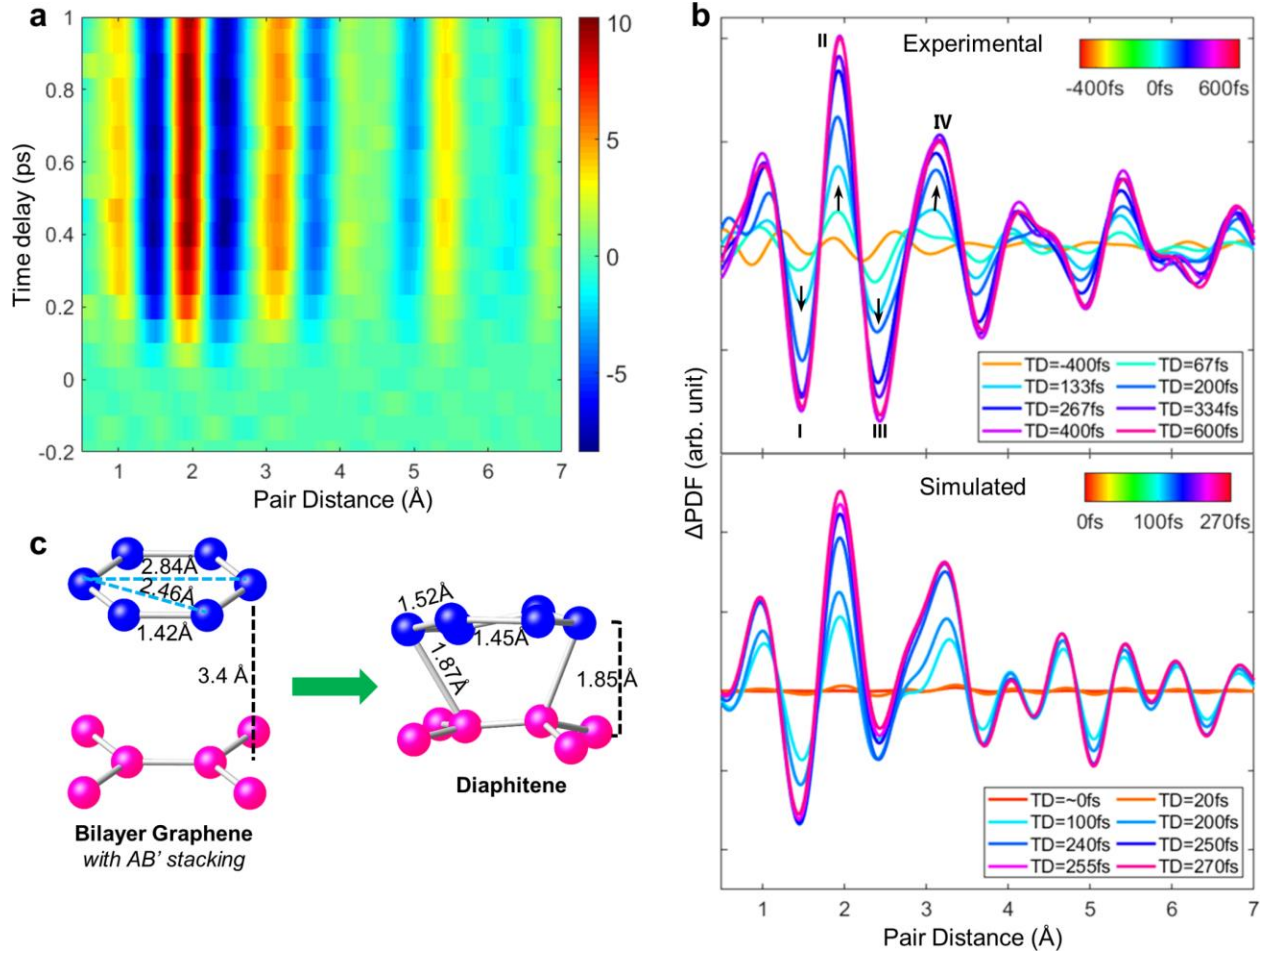 a
1
0.8
0.6
0.4
0.2
0
-0.2
Time delay (ps)
1 2 3 4 5 6 7
Pair Distance (Å)
10
5
0
-5
b
II
Experimental
-400fs 0fs 600fs
IV
I
III
TD=-400fs TD=67fs
TD=133fs TD=200fs
TD=267fs TD=334fs
TD=400fs TD=600fs
ΔPDF (arb. unit)
Simulated
0fs 100fs 270fs
TD=~0fs TD=20fs
TD=100fs TD=200fs
TD=240fs TD=250fs
TD=255fs TD=270fs
1 2 3 4 5 6 7
Pair Distance (Å)
c
2.84Å
2.46Å
1.42Å
3.4 Å
Bilayer Graphene
with AB' stacking
1.52Å
1.45Å
1.87Å
1.85Å
Diaphitene